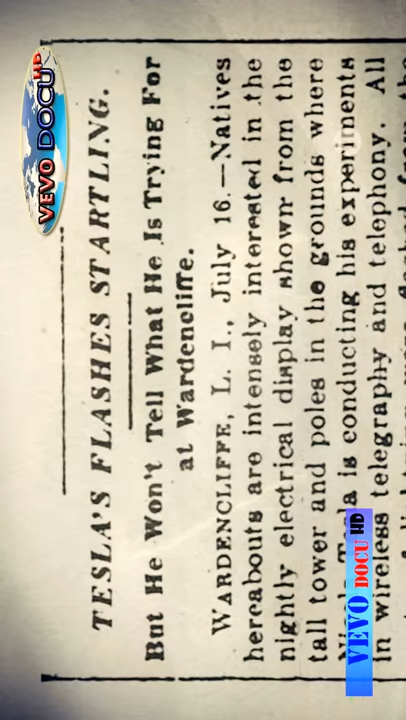 VEVO DOCU HD
TESLA'S FLASHES STARTLING.
But He Won't Tell What He Is Trying For
at Wardencliffe.
WARDENCLIFFE, L. I., July 16.—Natives
hereabouts are intensely interested in the
nightly electrical display shown from the
tall tower and poles in the grounds where
is conducting his experiments
in wireless telegraphy and telephony. All
VEVO DOCU HD